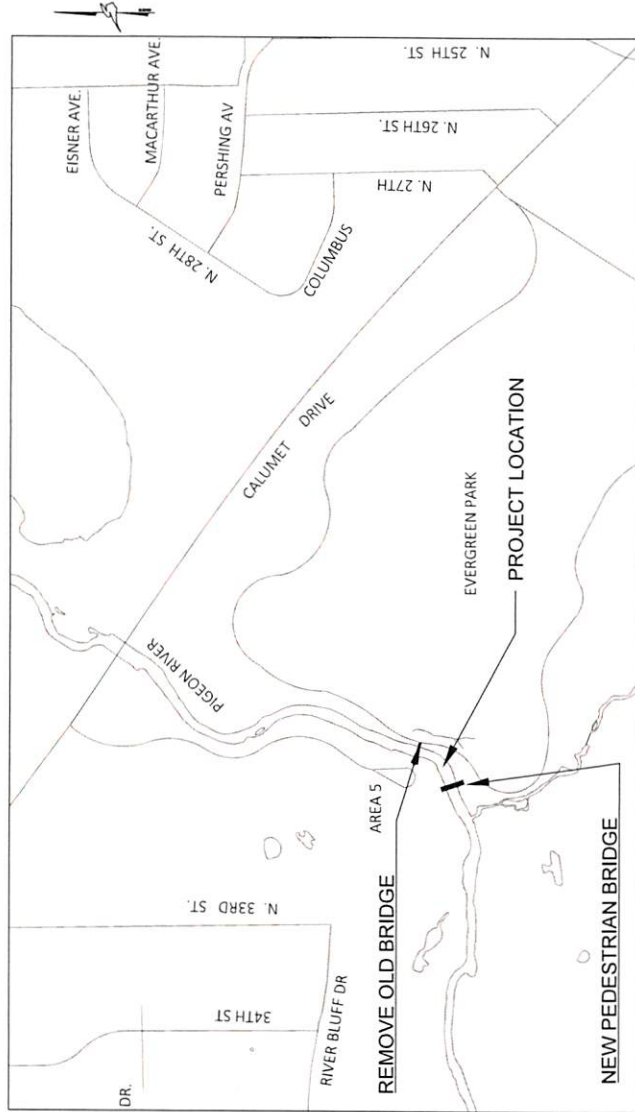 EISNER AVE.
MACARTHUR AVE.
PERSHING AV
N. 28TH ST.
COLUMBUS
N. 27TH
N. 26TH ST.
N. 25TH ST.
CALUMET DRIVE
PIGEON RIVER
EVERGREEN PARK
PROJECT LOCATION
AREA 5
N. 33RD ST.
34TH ST
RIVER BLUFF DR
DR.
REMOVE OLD BRIDGE
NEW PEDESTRIAN BRIDGE